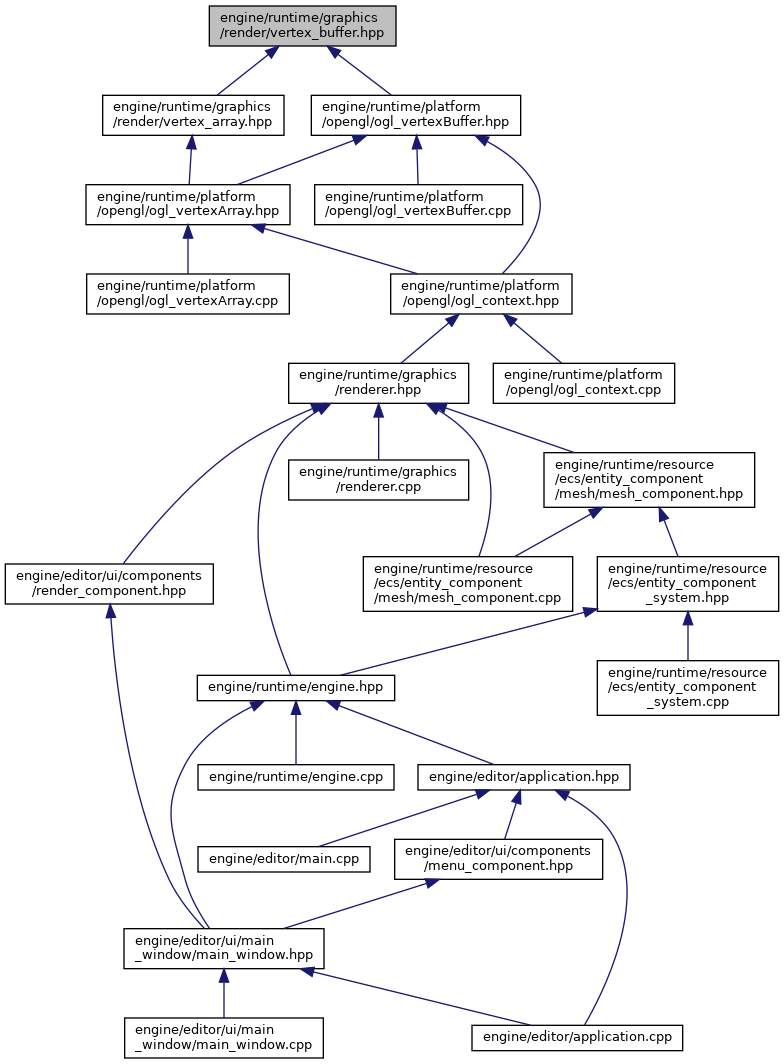 engine/runtime/graphics
/render/vertex_buffer.hpp
engine/runtime/graphics
/render/vertex_array.hpp
engine/runtime/platform
/opengl/ogl_vertexBuffer.hpp
engine/runtime/platform
/opengl/ogl_vertexArray.hpp
engine/runtime/platform
/opengl/ogl_vertexBuffer.cpp
engine/runtime/platform
/opengl/ogl_vertexArray.cpp
engine/runtime/platform
/opengl/ogl_context.hpp
engine/runtime/graphics
/renderer.hpp
engine/runtime/platform
/opengl/ogl_context.cpp
engine/runtime/graphics
/renderer.cpp
engine/runtime/resource
/ecs/entity_component
/mesh/mesh_component.hpp
engine/editor/ui/components
/render_component.hpp
engine/runtime/resource
/ecs/entity_component
/mesh/mesh_component.cpp
engine/runtime/resource
/ecs/entity_component
_system.hpp
engine/runtime/engine.hpp
engine/runtime/resource
/ecs/entity_component
_system.cpp
engine/runtime/engine.cpp
engine/editor/application.hpp
engine/editor/main.cpp
engine/editor/ui/components
/menu_component.hpp
engine/editor/ui/main
_window/main_window.hpp
engine/editor/ui/main
_window/main_window.cpp
engine/editor/application.cpp